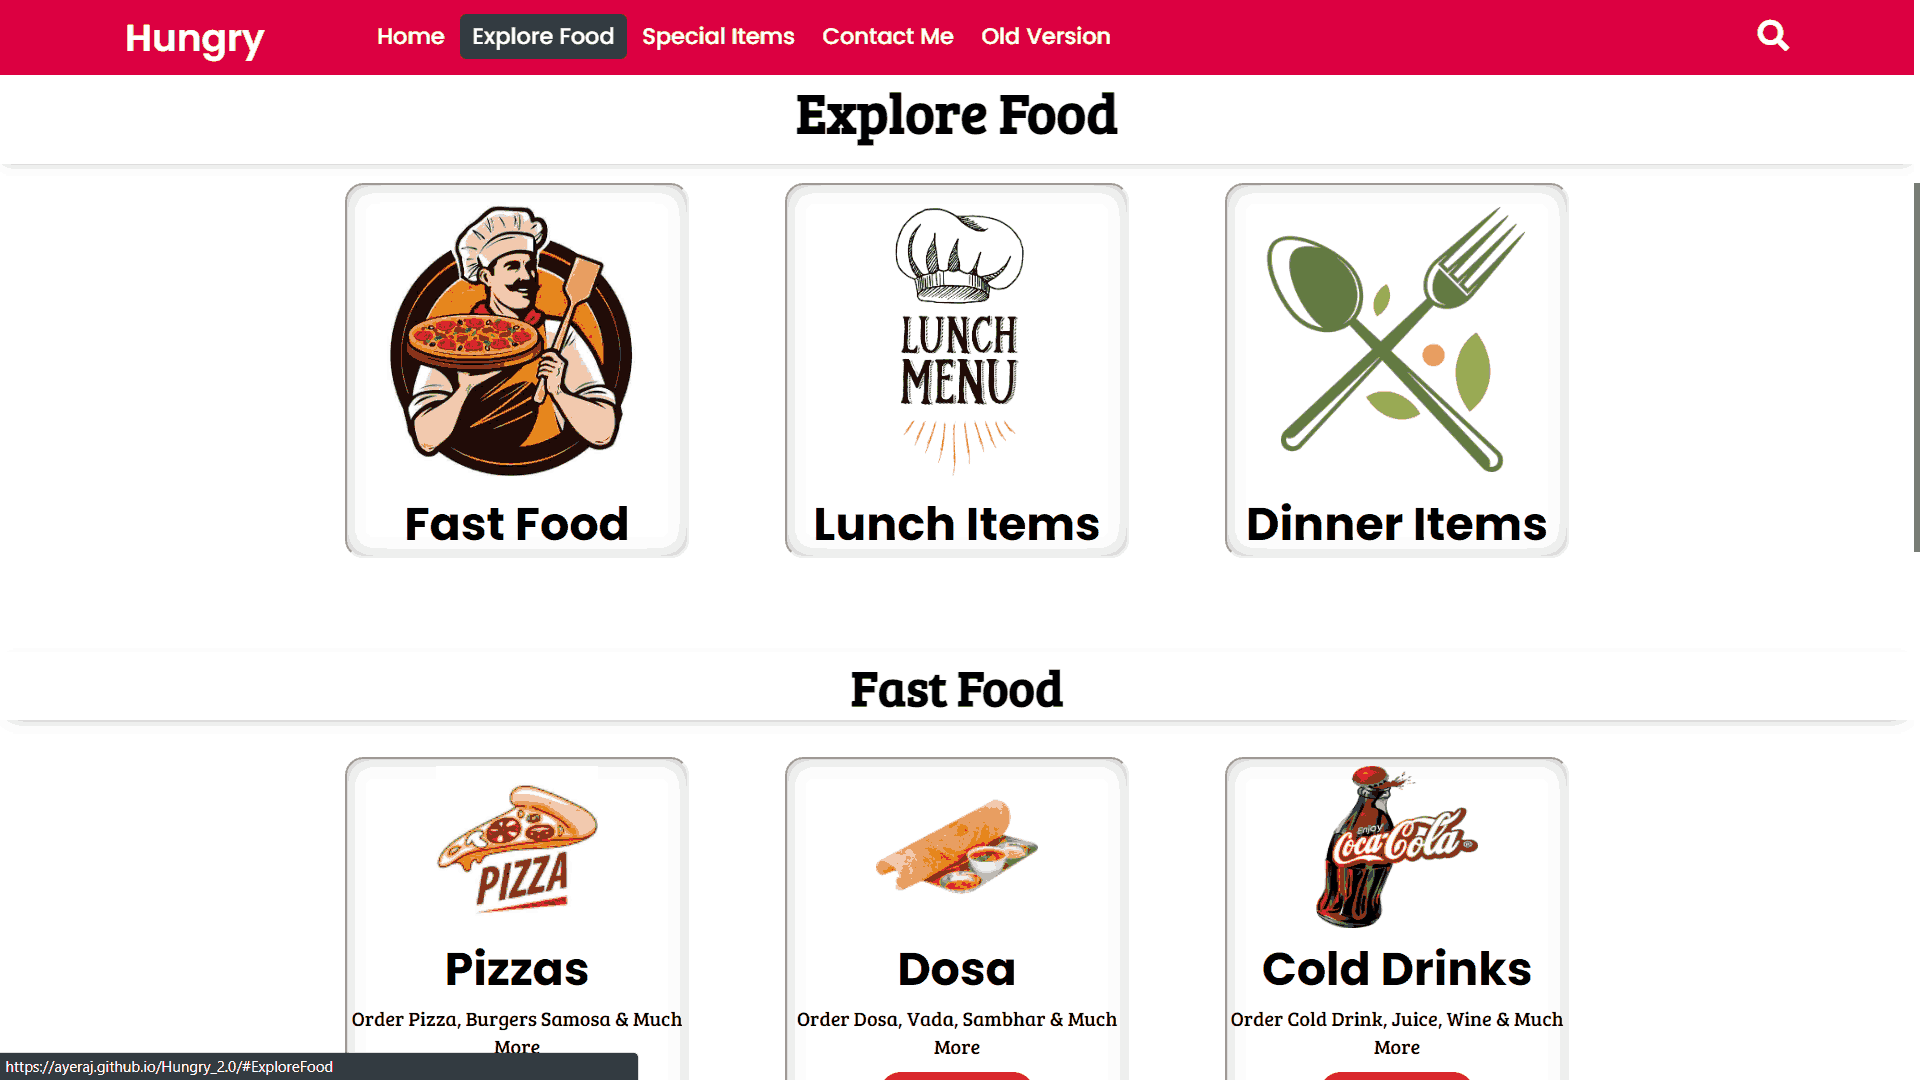 Hungry Home Explore Food Special Items Contact Me Old Version
Explore Food
LUNCH
MENU
Fast Food
Lunch Items
Dinner Items
Fast Food
PIZZA
Enjoy
Coca-Cola®
Pizzas
Order Pizza, Burgers Samosa & Much
More
Dosa
Order Dosa, Vada, Sambhar & Much
More
Cold Drinks
Order Cold Drink, Juice, Wine & Much
More
https://ayeraj.github.io/Hungry_2.0/#ExploreFood